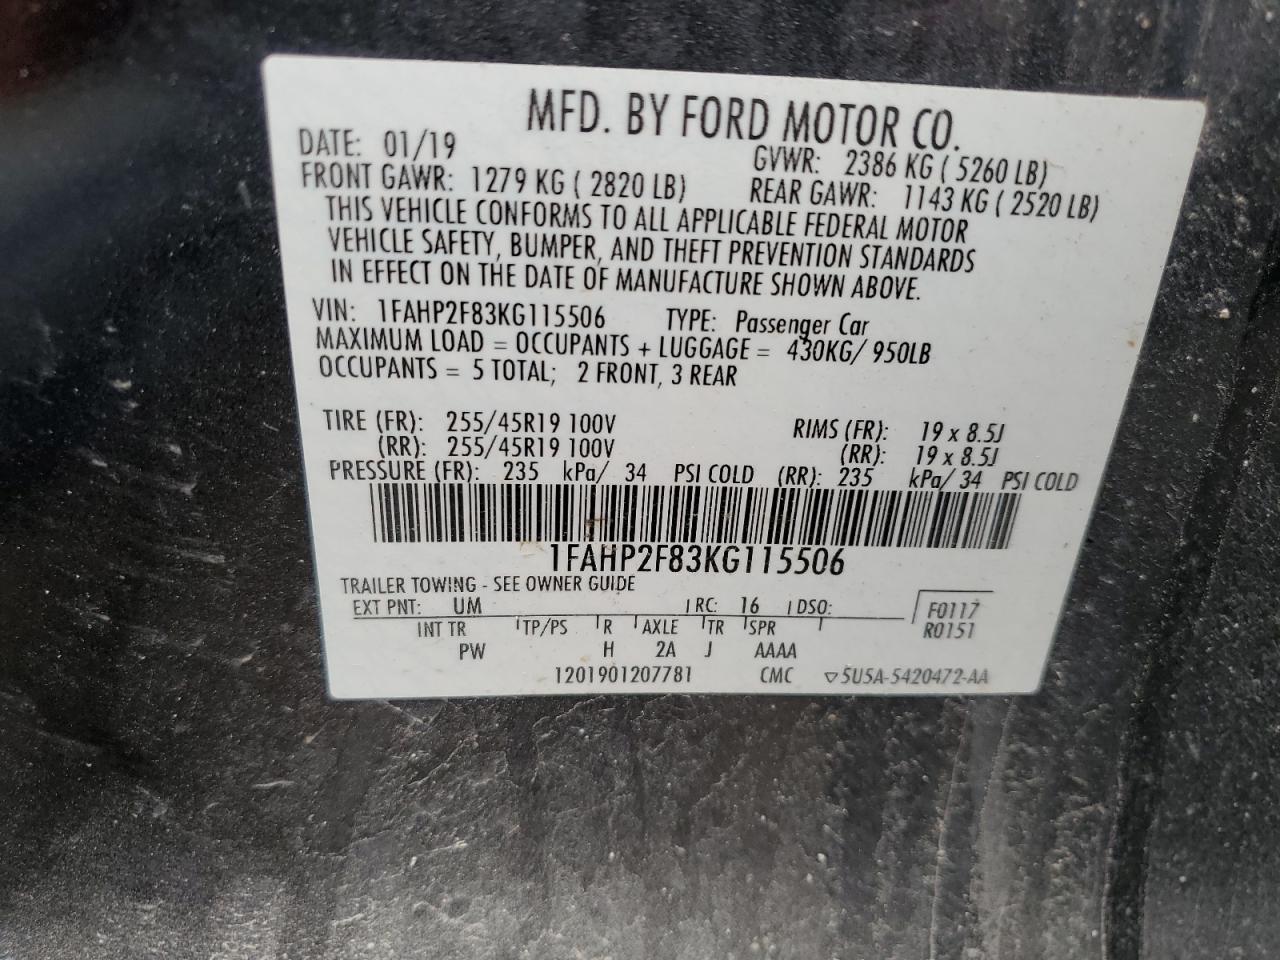 MFD. BY FORD MOTOR CO.
DATE: 01/19 GVWR: 2386 KG ( 5260 LB)
FRONT GAWR: 1279 KG ( 2820 LB) REAR GAWR: 1143 KG ( 2520 LB)
THIS VEHICLE CONFORMS TO ALL APPLICABLE FEDERAL MOTOR
VEHICLE SAFETY, BUMPER, AND THEFT PREVENTION STANDARDS
IN EFFECT ON THE DATE OF MANUFACTURE SHOWN ABOVE.
VIN: 1FAHP2F83KG115506 TYPE: Passenger Car
MAXIMUM LOAD = OCCUPANTS + LUGGAGE = 430KG/ 950LB
OCCUPANTS = 5 TOTAL; 2 FRONT, 3 REAR
TIRE (FR): 255/45R19 100V RIMS (FR): 19 x 8.5J
(RR): 255/45R19 100V (RR): 19 x 8.5J
PRESSURE (FR): 235 kPa/ 34 PSI COLD (RR): 235 kPa/ 34 PSI COLD
1FAHP2F83KG115506
TRAILER TOWING - SEE OWNER GUIDE
EXT PNT: UM RC: 16 DSO: F0117
INT TR TP/PS R AXLE TR SPR R0151
PW H 2A J AAAA
1201901207781 CMC ▽5U5A-5420472-AA